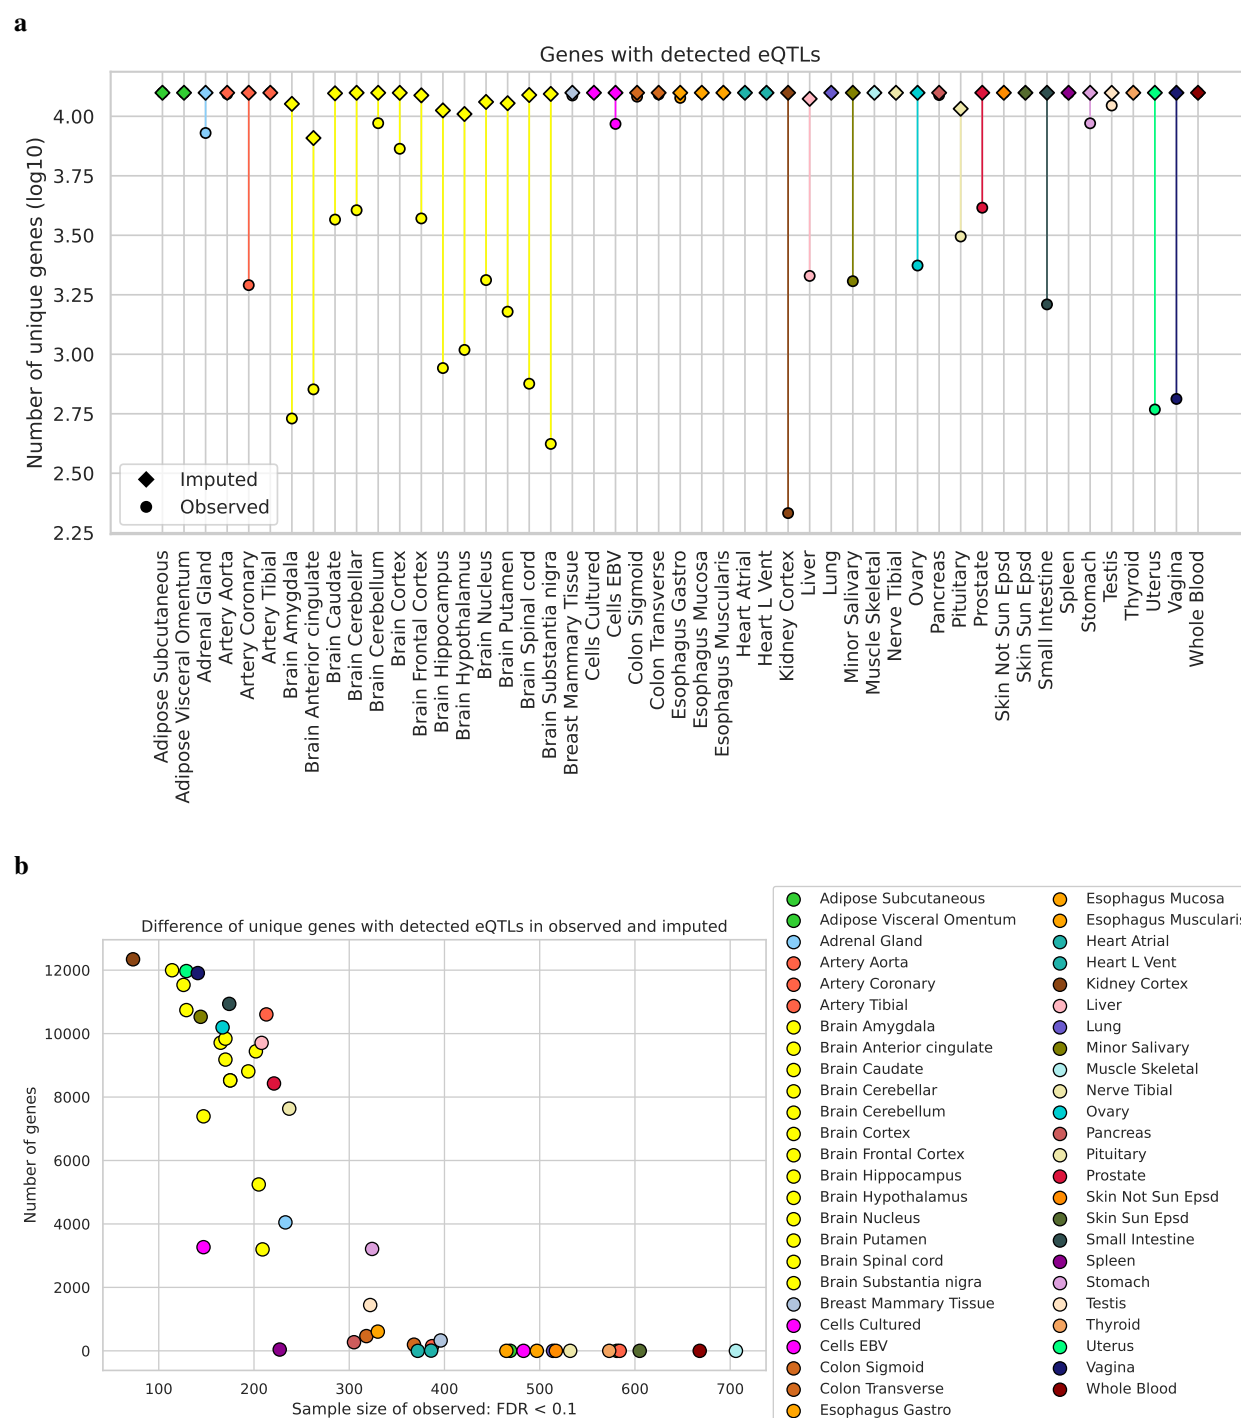 a
Genes with detected eQTLs
Number of unique genes (log10)
4.00
3.75
3.50
3.25
3.00
2.75
2.50
2.25
Imputed
Observed
Adipose Subcutaneous
Adipose Visceral Omentum
Adrenal Gland
Artery Aorta
Artery Coronary
Artery Tibial
Brain Amygdala
Brain Anterior cingulate
Brain Caudate
Brain Cerebellar
Brain Cerebellum
Brain Cortex
Brain Frontal Cortex
Brain Hippocampus
Brain Hypothalamus
Brain Nucleus
Brain Putamen
Brain Spinal cord
Brain Substantia nigra
Breast Mammary Tissue
Cells Cultured
Cells EBV
Colon Sigmoid
Colon Transverse
Esophagus Gastro
Esophagus Mucosa
Esophagus Muscularis
Heart Atrial
Heart L Vent
Kidney Cortex
Liver
Lung
Minor Salivary
Muscle Skeletal
Nerve Tibial
Ovary
Pancreas
Pituitary
Prostate
Skin Not Sun Epsd
Skin Sun Epsd
Small Intestine
Spleen
Stomach
Testis
Thyroid
Uterus
Vagina
Whole Blood
b
Difference of unique genes with detected eQTLs in observed and imputed
Number of genes
12000
10000
8000
6000
4000
2000
0
100 200 300 400 500 600 700
Sample size of observed: FDR < 0.1
Adipose Subcutaneous
Adipose Visceral Omentum
Adrenal Gland
Artery Aorta
Artery Coronary
Artery Tibial
Brain Amygdala
Brain Anterior cingulate
Brain Caudate
Brain Cerebellar
Brain Cerebellum
Brain Cortex
Brain Frontal Cortex
Brain Hippocampus
Brain Hypothalamus
Brain Nucleus
Brain Putamen
Brain Spinal cord
Brain Substantia nigra
Breast Mammary Tissue
Cells Cultured
Cells EBV
Colon Sigmoid
Colon Transverse
Esophagus Gastro
Esophagus Mucosa
Esophagus Muscularis
Heart Atrial
Heart L Vent
Kidney Cortex
Liver
Lung
Minor Salivary
Muscle Skeletal
Nerve Tibial
Ovary
Pancreas
Pituitary
Prostate
Skin Not Sun Epsd
Skin Sun Epsd
Small Intestine
Spleen
Stomach
Testis
Thyroid
Uterus
Vagina
Whole Blood